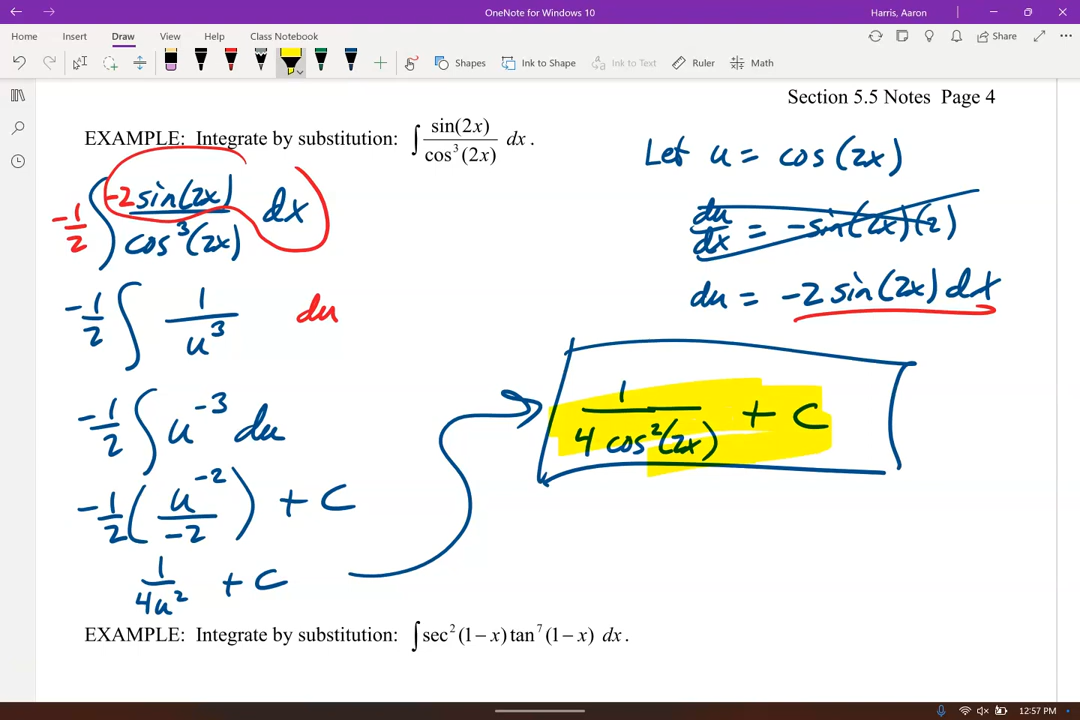 OneNote for Windows 10
Harris, Aaron
Home Insert Draw View Help Class Notebook
Share
Shapes Ink to Shape Ink to Text Ruler Math
Section 5.5 Notes Page 4
EXAMPLE: Integrate by substitution: ∫ sin(2x)/cos³(2x) dx.
Let u = cos(2x)
-1/2 ∫ -2 sin(2x)/cos³(2x) dx
du/dx = -sin(2x)(2)
du = -2 sin(2x) dx
-1/2 ∫ 1/u³ du
-1/2 ∫ u⁻³ du
1/(4 cos²(2x)) + C
-1/2 (u⁻²/-2) + C
1/(4u²) + C
EXAMPLE: Integrate by substitution: ∫ sec²(1−x) tan⁷(1−x) dx.
12:57 PM